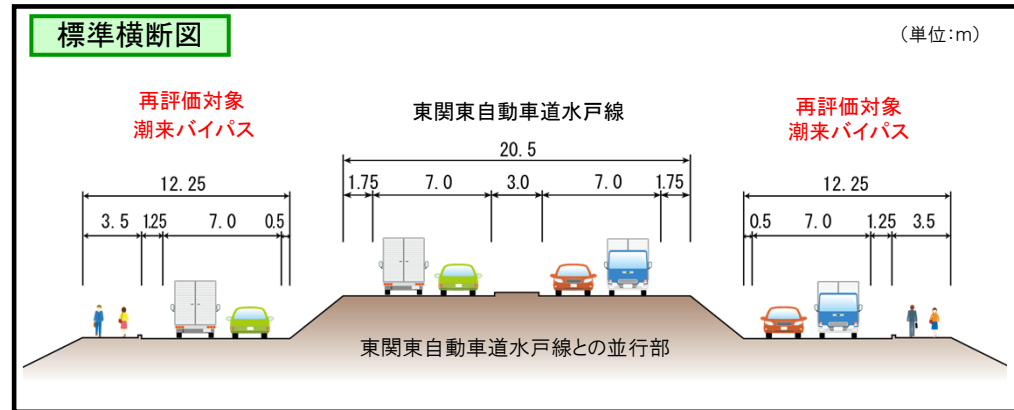 標準横断図
(単位:m)
再評価対象
潮来バイパス
東関東自動車道水戸線
再評価対象
潮来バイパス
20.5
12.25
1.75 7.0 3.0 7.0 1.75
12.25
3.5 1.25 7.0 0.5
0.5 7.0 1.25 3.5
東関東自動車道水戸線との並行部